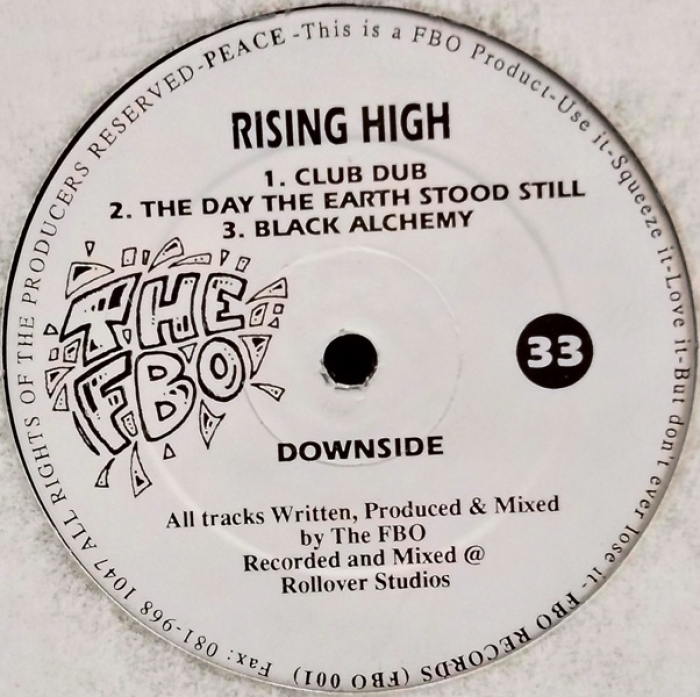 RISING HIGH
1. CLUB DUB
2. THE DAY THE EARTH STOOD STILL
3. BLACK ALCHEMY
THE
FBO
33
DOWNSIDE
All tracks Written, Produced & Mixed
by The FBO
Recorded and Mixed @
Rollover Studios
ALL RIGHTS OF THE PRODUCERS RESERVED-PEACE -This is a FBO Product-Use it-Squeeze it-Love it-But don't ever lose it- FBO RECORDS (FBO 001) Fax: 081-968 1047